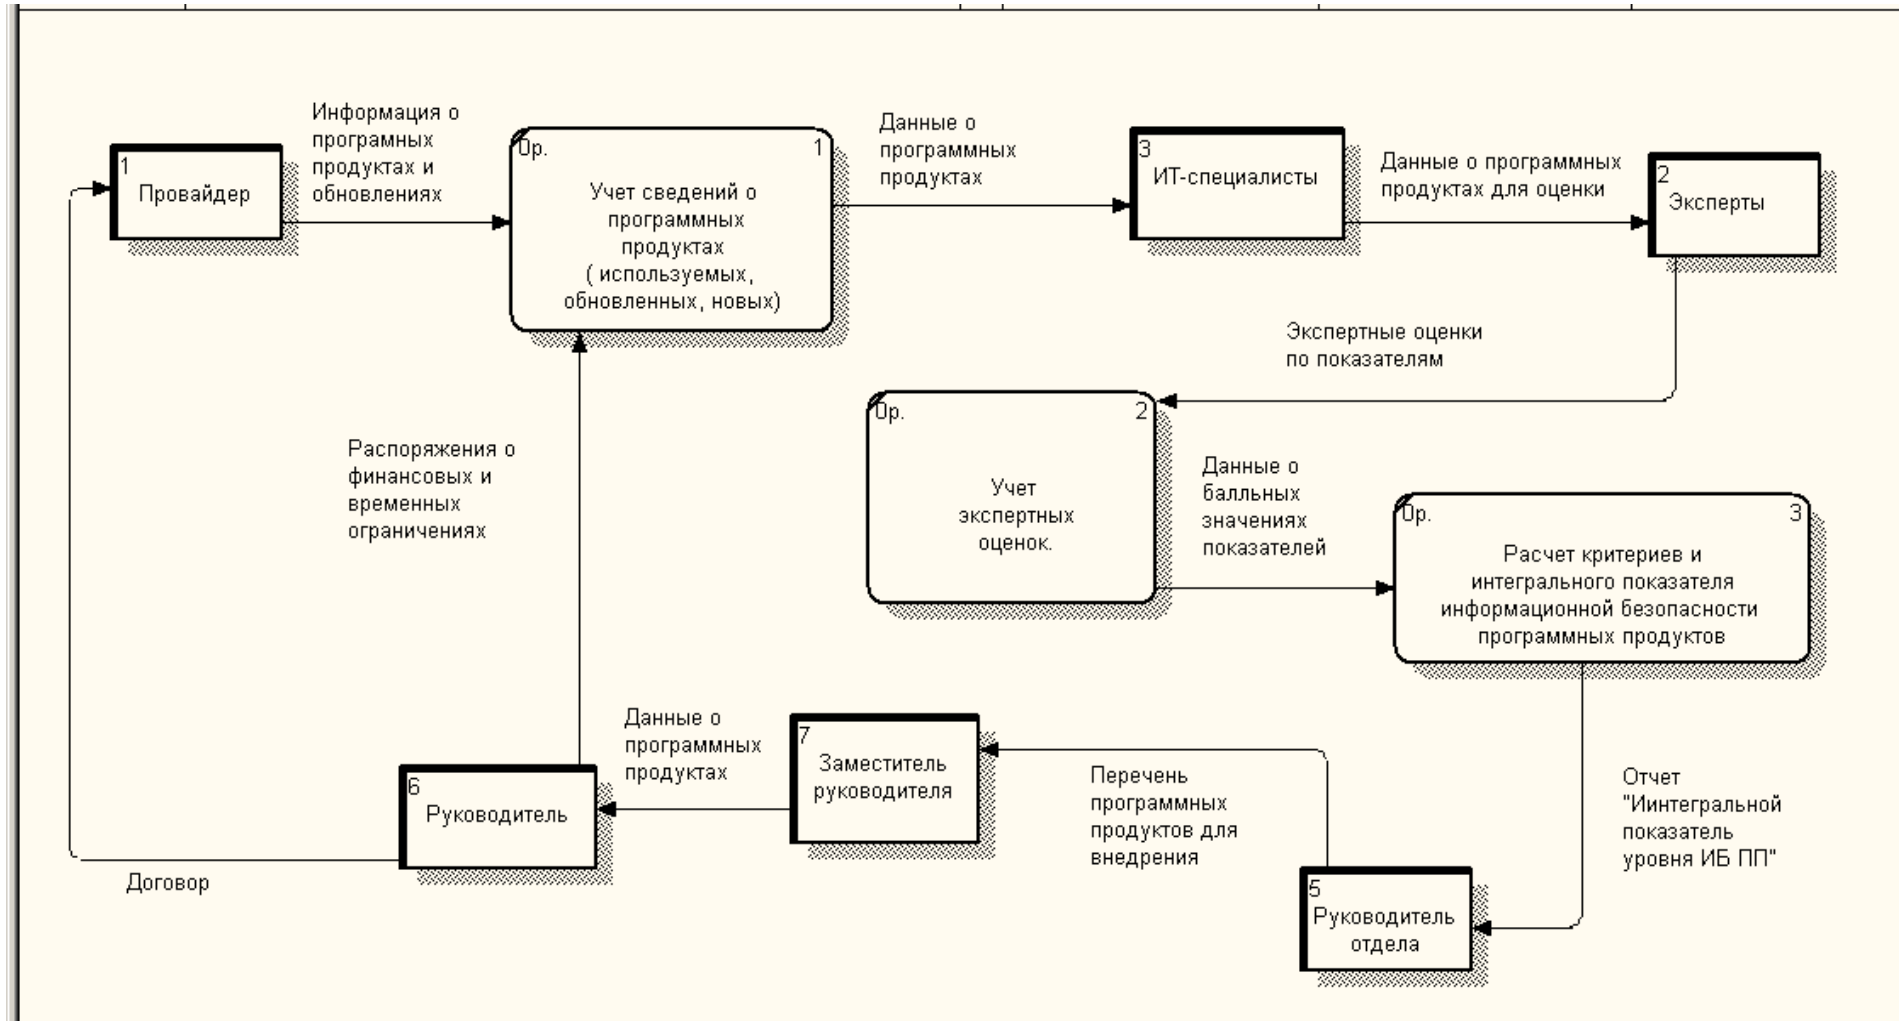 1
Провайдер
Информация о
програмных
продуктах и
обновлениях
0р.
1
Учет сведений о
программных
продуктах
( используемых,
обновленных, новых)
Данные о
программных
продуктах
3
ИТ-специалисты
Данные о программных
продуктах для оценки
2
Эксперты
Экспертные оценки
по показателям
0р.
2
Учет
экспертных
оценок.
Данные о
балльных
значениях
показателей
0р.
3
Расчет критериев и
интегрального показателя
информационной безопасности
программных продуктов
Распоряжения о
финансовых и
временных
ограничениях
Отчет
"Иинтегральной
показатель
уровня ИБ ПП"
5
Руководитель
отдела
Перечень
программных
продуктов для
внедрения
7
Заместитель
руководителя
Данные о
программных
продуктах
6
Руководитель
Договор